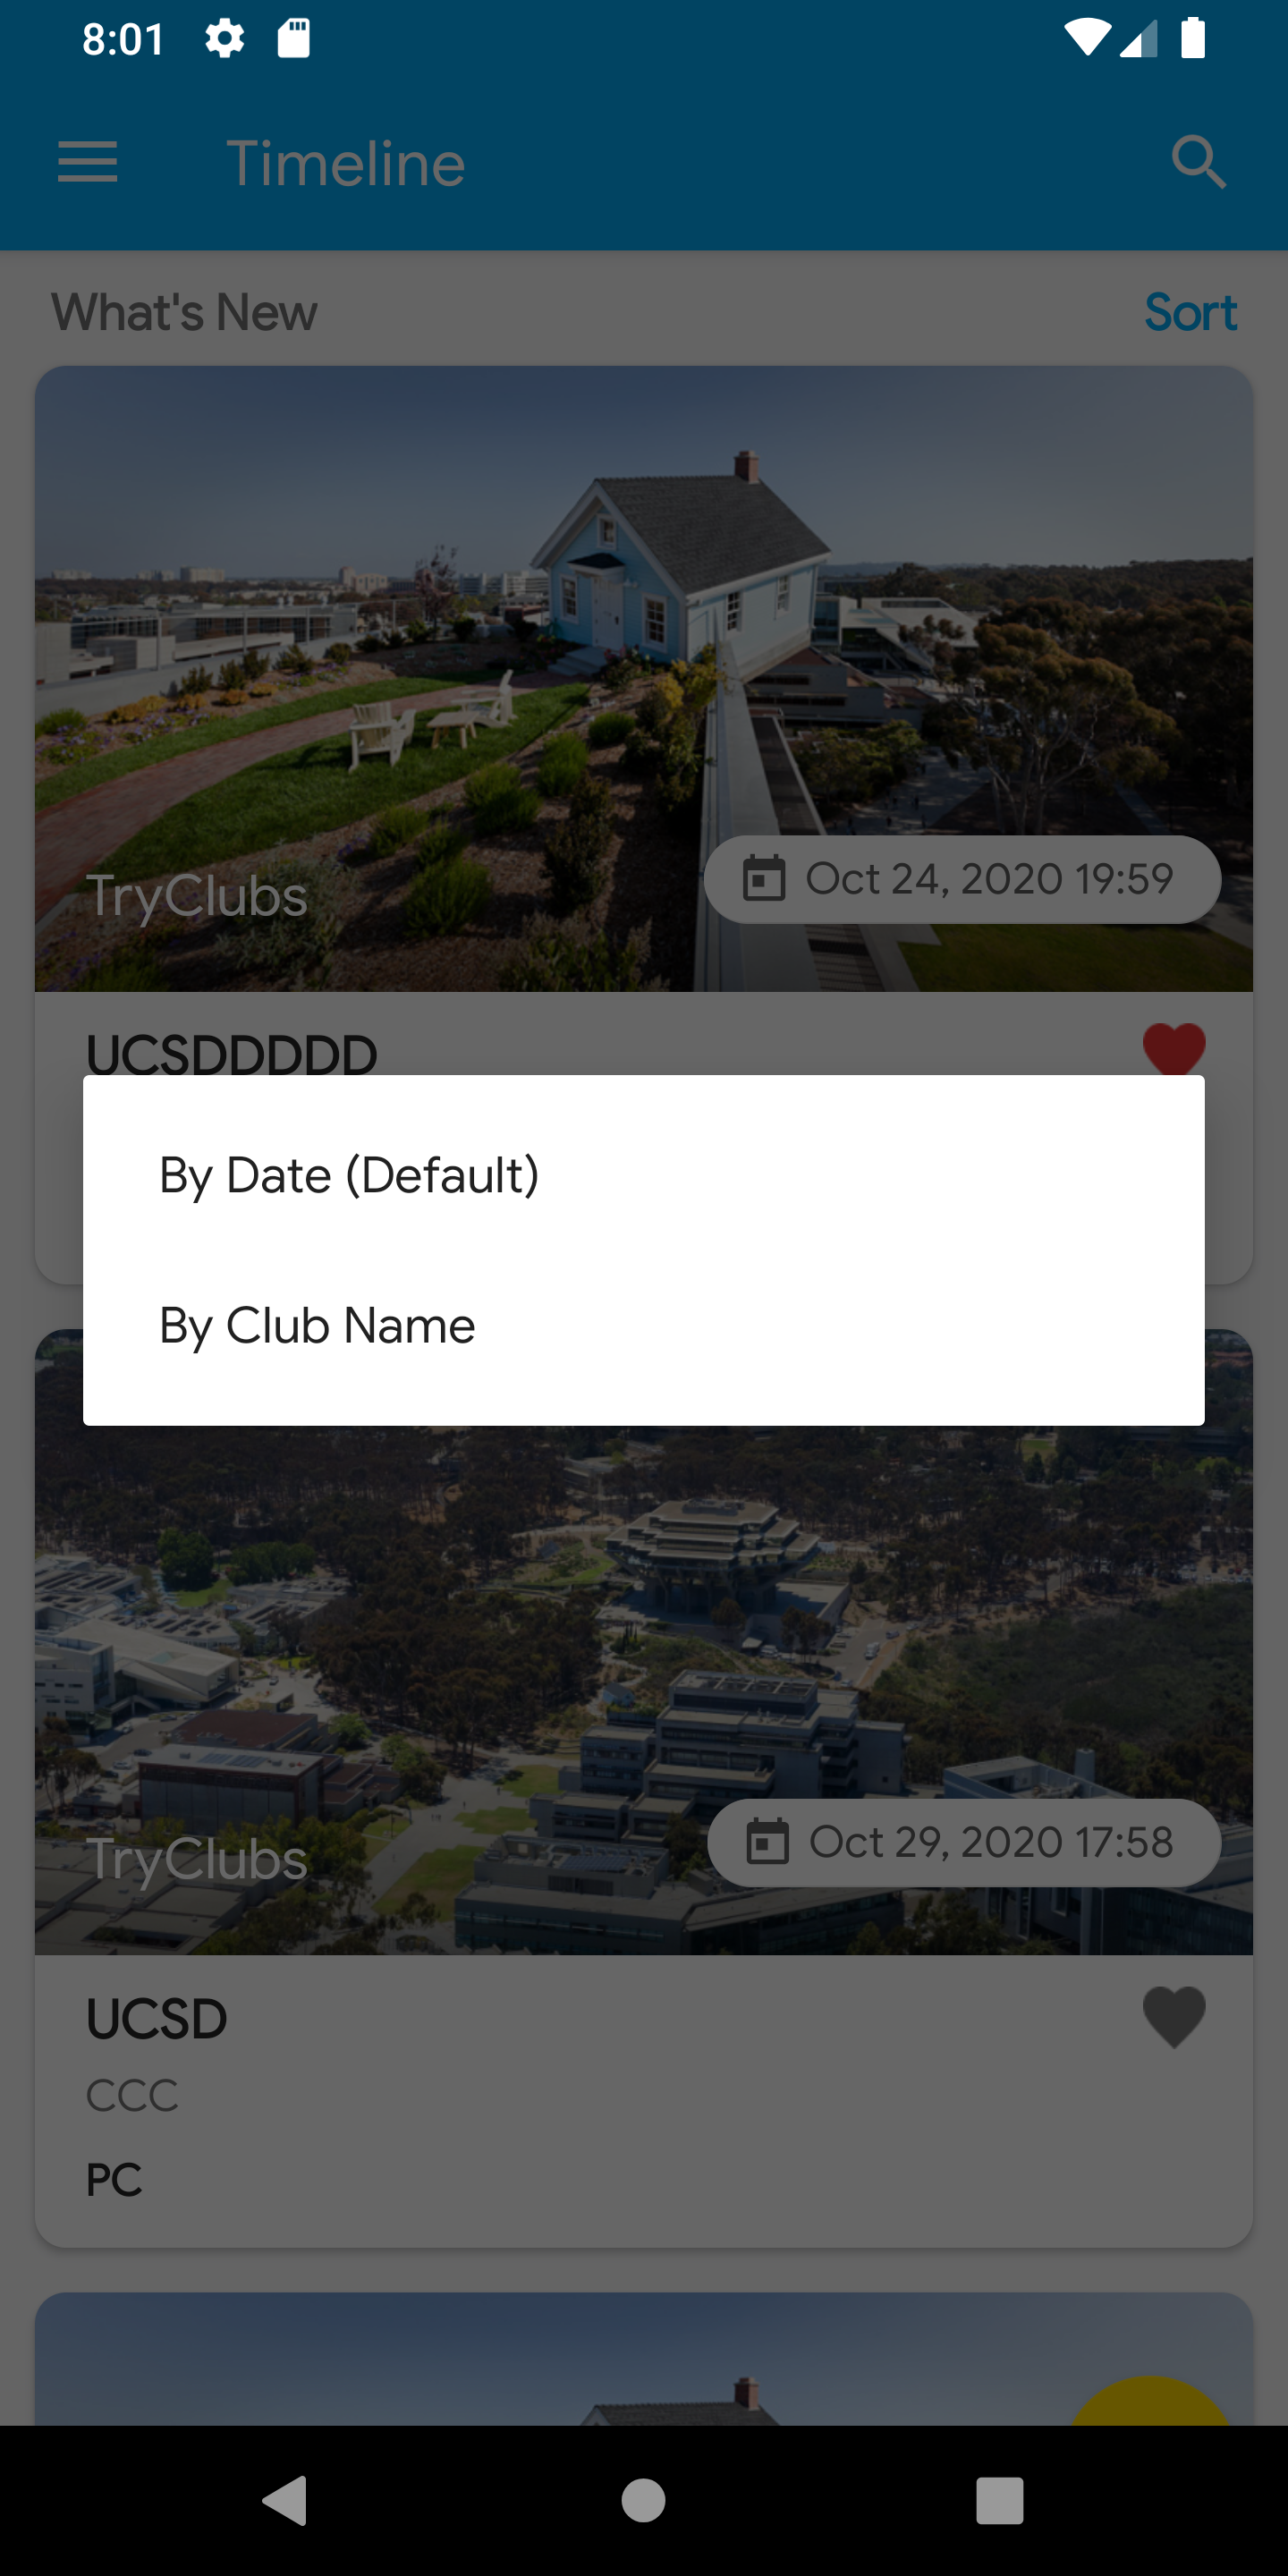 8:01
Timeline
What's New
Sort
TryClubs
Oct 24, 2020 19:59
UCSDDDDD
By Date (Default)
By Club Name
TryClubs
Oct 29, 2020 17:58
UCSD
CCC
PC